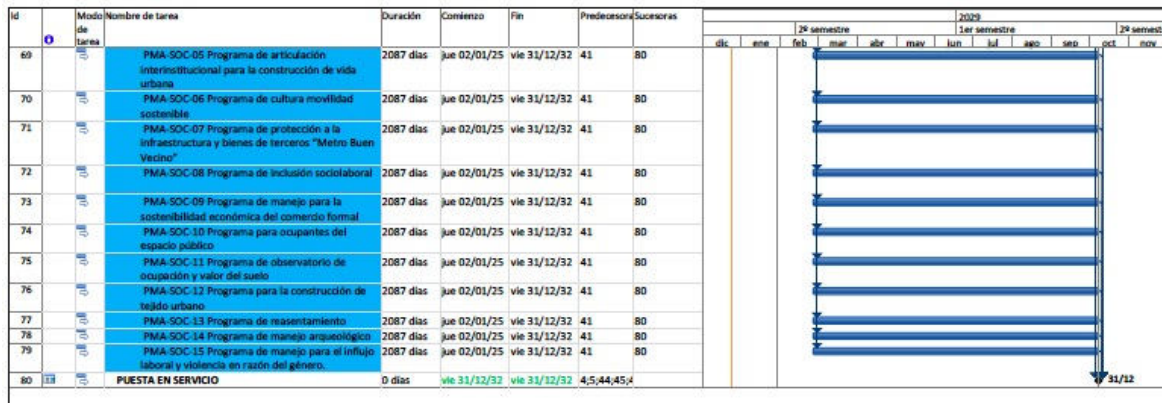 Id
Modo de tarea
Nombre de tarea
Duración
Comienzo
Fin
Predecesora
Sucesoras
2029
2º semestre
1er semestre
2º semest
dic ene feb mar abr may jun jul ago sep oct nov
69 PMA-SOC-05 Programa de articulación 2087 días jue 02/01/25 vie 31/12/32 41 80
interinstitucional para la construcción de vida
urbana
70 PMA-SOC-06 Programa de cultura movilidad 2087 días jue 02/01/25 vie 31/12/32 41 80
sostenible
71 PMA-SOC-07 Programa de protección a la 2087 días jue 02/01/25 vie 31/12/32 41 80
infraestructura y bienes de terceros "Metro Buen
Vecino"
72 PMA-SOC-08 Programa de inclusión sociolaboral 2087 días jue 02/01/25 vie 31/12/32 41 80
73 PMA-SOC-09 Programa de manejo para la 2087 días jue 02/01/25 vie 31/12/32 41 80
sostenibilidad económica del comercio formal
74 PMA-SOC-10 Programa para ocupantes del 2087 días jue 02/01/25 vie 31/12/32 41 80
espacio público
75 PMA-SOC-11 Programa de observatorio de 2087 días jue 02/01/25 vie 31/12/32 41 80
ocupación y valor del suelo
76 PMA-SOC-12 Programa para la construcción de 2087 días jue 02/01/25 vie 31/12/32 41 80
tejido urbano
77 PMA-SOC-13 Programa de reasentamiento 2087 días jue 02/01/25 vie 31/12/32 41 80
78 PMA-SOC-14 Programa de manejo arqueológico 2087 días jue 02/01/25 vie 31/12/32 41 80
79 PMA-SOC-15 Programa de manejo para el influjo 2087 días jue 02/01/25 vie 31/12/32 41 80
laboral y violencia en razón del género.
80 PUESTA EN SERVICIO 0 días vie 31/12/32 vie 31/12/32 4;5;44;45;4 31/12